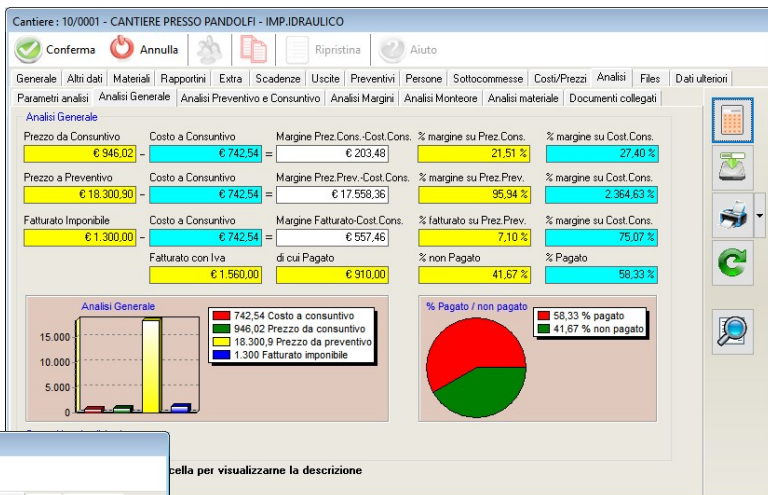 Cantiere : 10/0001 - CANTIERE PRESSO PANDOLFI - IMP.IDRAULICO
Conferma Annulla Ripristina Aiuto
Generale Altri dati Materiali Rapportini Extra Scadenze Uscite Preventivi Persone Sottocommesse Costi/Prezzi Analisi Files Dati ulteriori
Parametri analisi Analisi Generale Analisi Preventivo e Consuntivo Analisi Margini Analisi Monteore Analisi materiale Documenti collegati
Analisi Generale
Prezzo da Consuntivo Costo a Consuntivo Margine Prez.Cons.-Cost.Cons. % margine su Prez.Cons. % margine su Cost.Cons.
€ 946,02 - € 742,54 = € 203,48 21,51 % 27,40 %
Prezzo a Preventivo Costo a Consuntivo Margine Prez.Prev.-Cost.Cons. % margine su Prez.Prev. % margine su Cost.Cons.
€ 18.300,90 - € 742,54 = € 17.558,36 95,94 % 2.364,63 %
Fatturato Imponibile Costo a Consuntivo Margine Fatturato-Cost.Cons. % fatturato su Prez.Prev. % margine su Cost.Cons.
€ 1.300,00 - € 742,54 = € 557,46 7,10 % 75,07 %
Fatturato con Iva di cui Pagato % non Pagato % Pagato
€ 1.560,00 € 910,00 41,67 % 58,33 %
Analisi Generale
15.000
10.000
5.000
0
742,54 Costo a consuntivo
946,02 Prezzo da consuntivo
18.300,9 Prezzo da preventivo
1.300 Fatturato imponibile
% Pagato / non pagato
58,33 % pagato
41,67 % non pagato
cella per visualizzarne la descrizione